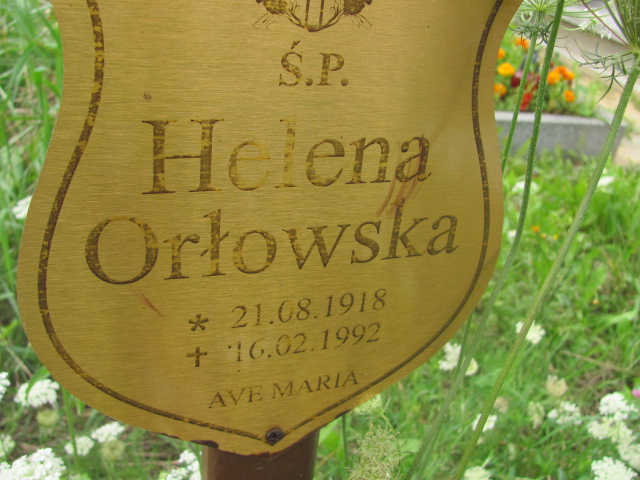 Ś.P.
Helena
Orłowska
* 21.08.1918
+ 16.02.1992
AVE MARIA